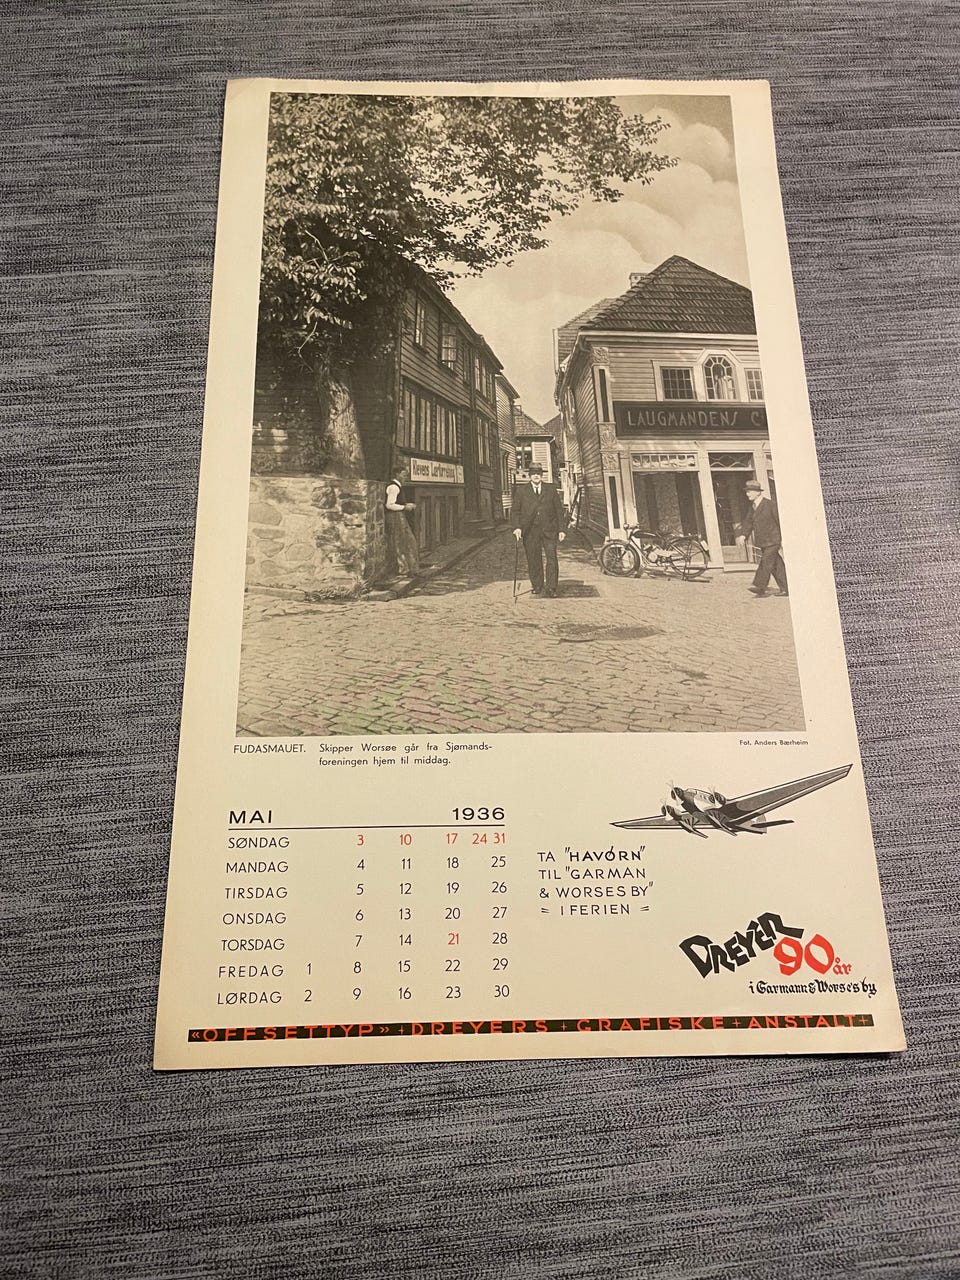 Klevens Lærforretning
LAUGMANDENS C
FUDASMAUET. Skipper Worsøe går fra Sjømands-
foreningen hjem til middag.
Fot. Anders Bærheim
MAI 1936
SØNDAG 3 10 17 24 31
MANDAG 4 11 18 25
TIRSDAG 5 12 19 26
ONSDAG 6 13 20 27
TORSDAG 7 14 21 28
FREDAG 1 8 15 22 29
LØRDAG 2 9 16 23 30
TA "HAVØRN"
TIL "GARMAN
& WORSES BY"
= I FERIEN =
DREYER
90 år
i Garmann & Worse's by
«OFFSETTYP» + DREYERS + GRAFISKE + ANSTALT +